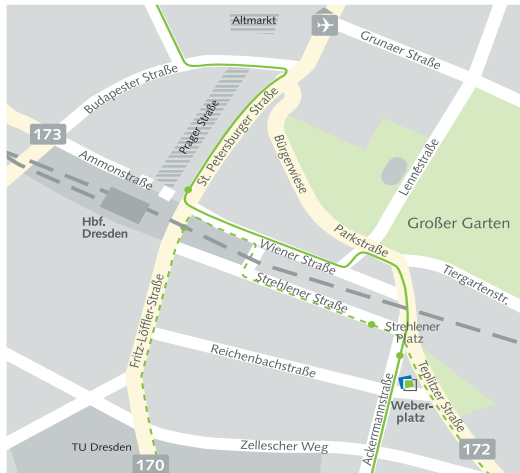 Altmarkt
Grunaer Straße
Budapester Straße
Prager Straße
St. Petersburger Straße
173
Bürgerwiese
Ammonstraße
Lennéstraße
Hbf.
Dresden
Großer Garten
Parkstraße
Wiener Straße
Tiergartenstr.
Strehlener Straße
Fritz-Löffler-Straße
Strehlener
Platz
Reichenbachstraße
Teplitzer Straße
Ackerrmannstraße
Weber-
platz
TU Dresden
Zellescher Weg
172
170